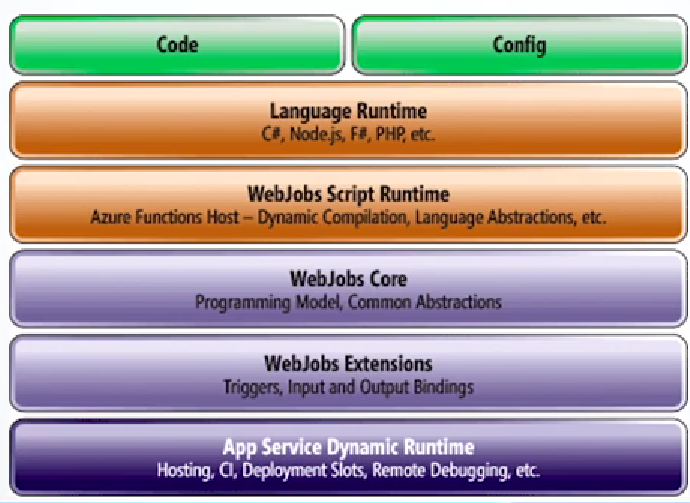 Code
Config
Language Runtime
C#, Node.js, F#, PHP, etc.
WebJobs Script Runtime
Azure Functions Host – Dynamic Compilation, Language Abstractions, etc.
WebJobs Core
Programming Model, Common Abstractions
WebJobs Extensions
Triggers, Input and Output Bindings
App Service Dynamic Runtime
Hosting, CI, Deployment Slots, Remote Debugging, etc.